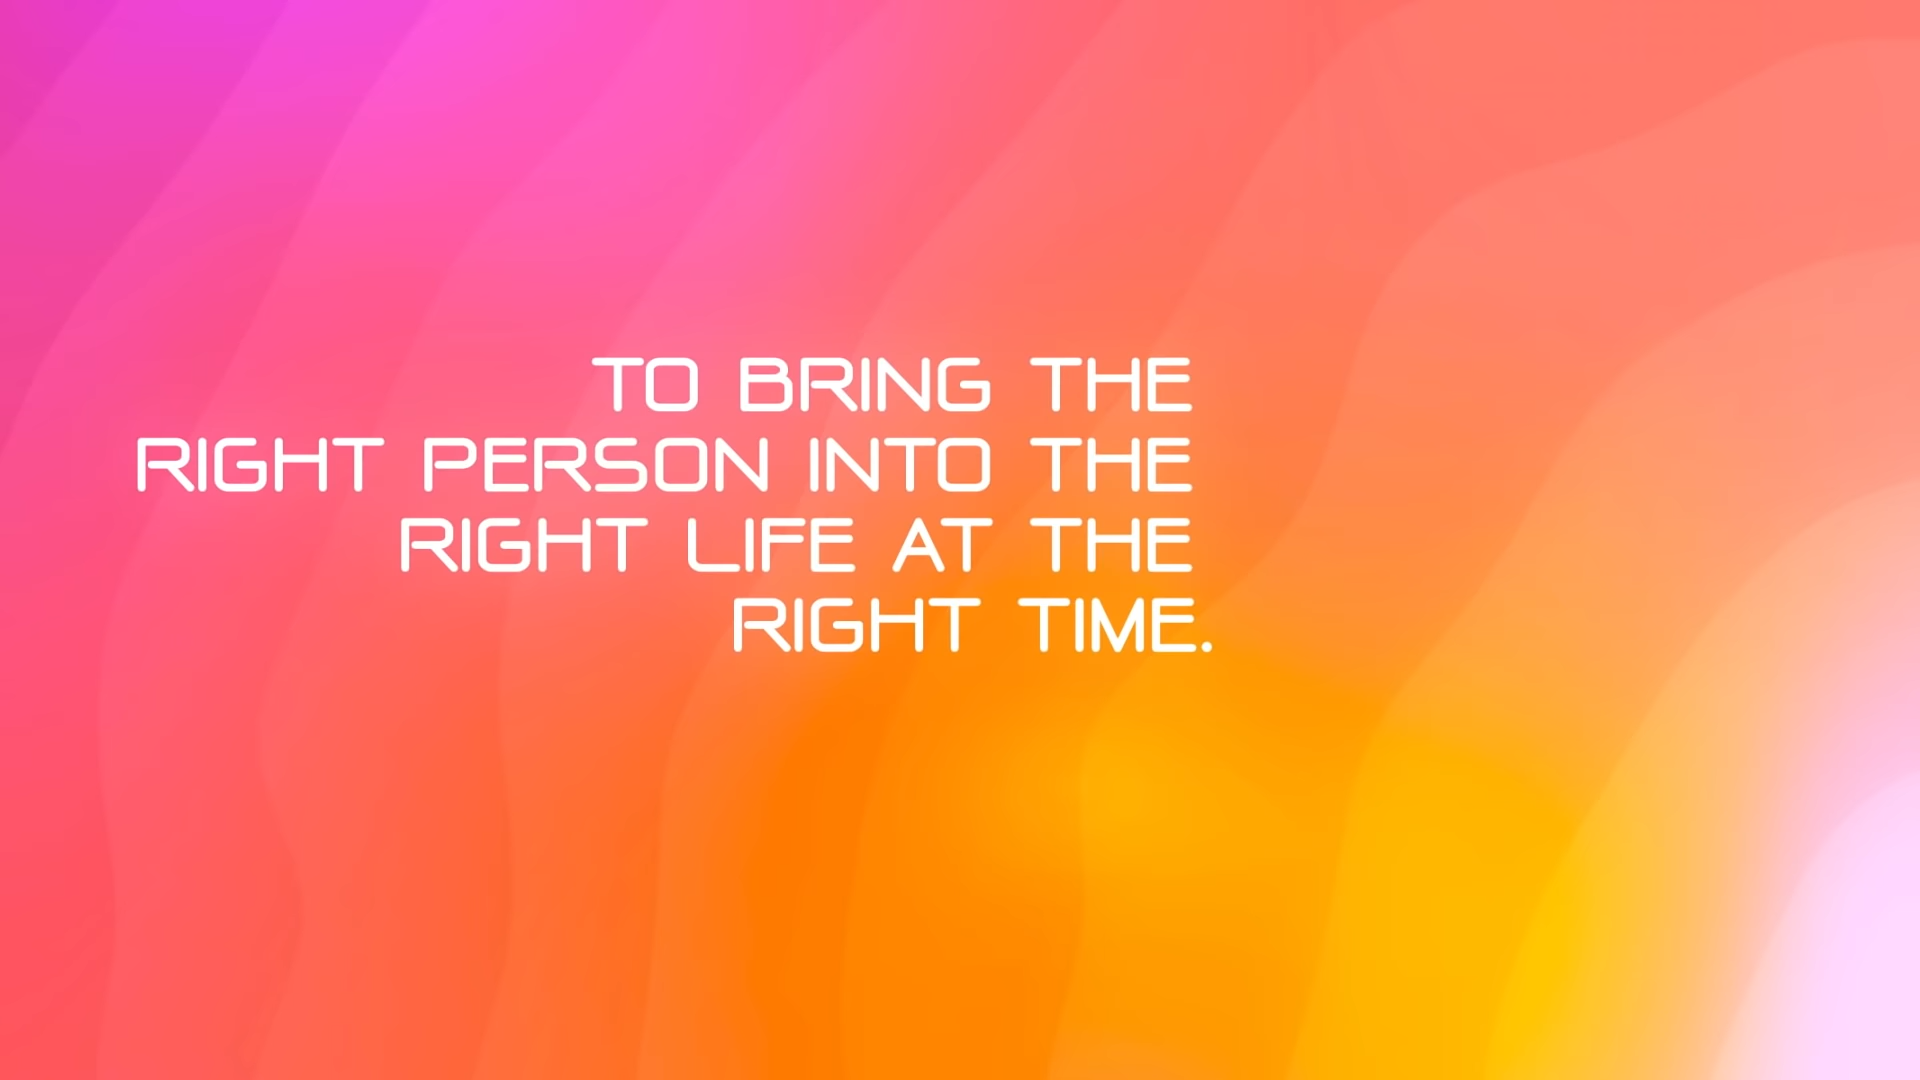 TO BRING THE
RIGHT PERSON INTO THE
RIGHT LIFE AT THE
RIGHT TIME.